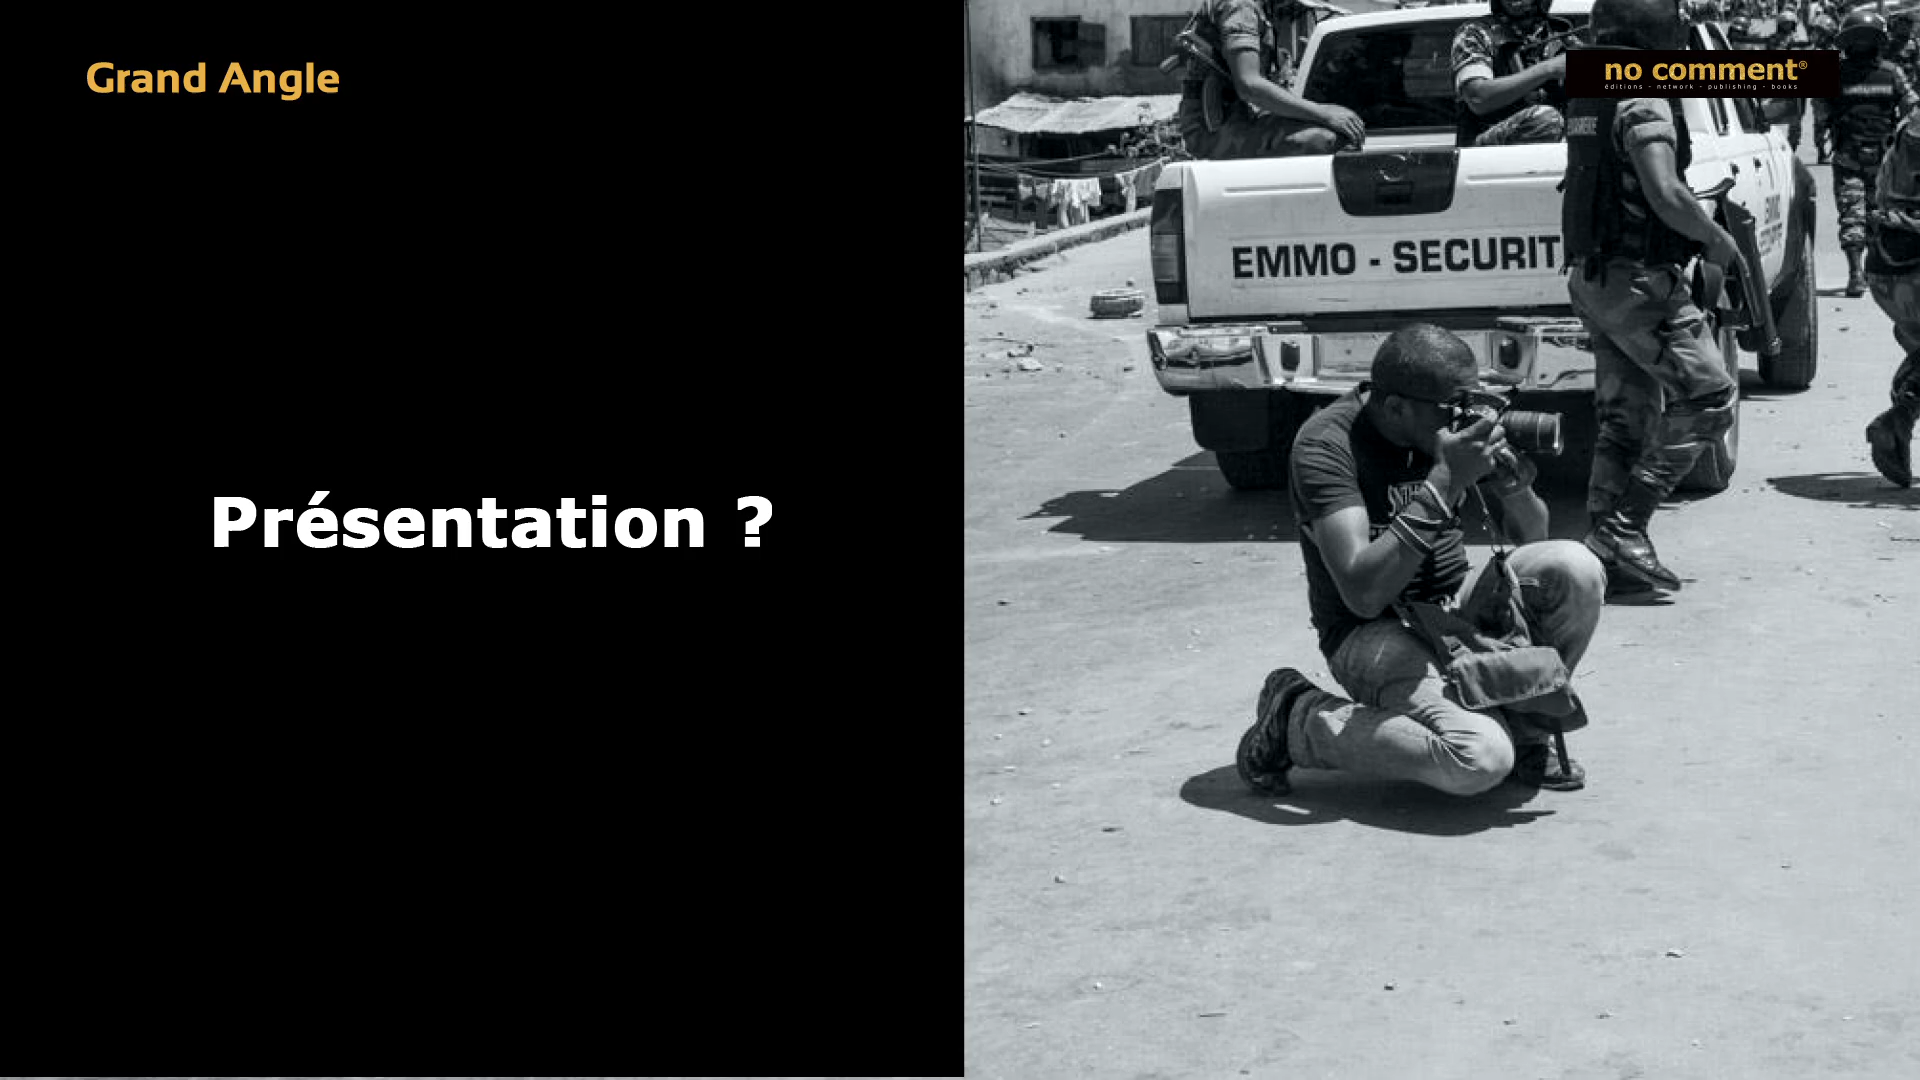 Grand Angle
no comment®
éditions - network - publishing - books
Présentation ?
EMMO - SECURIT